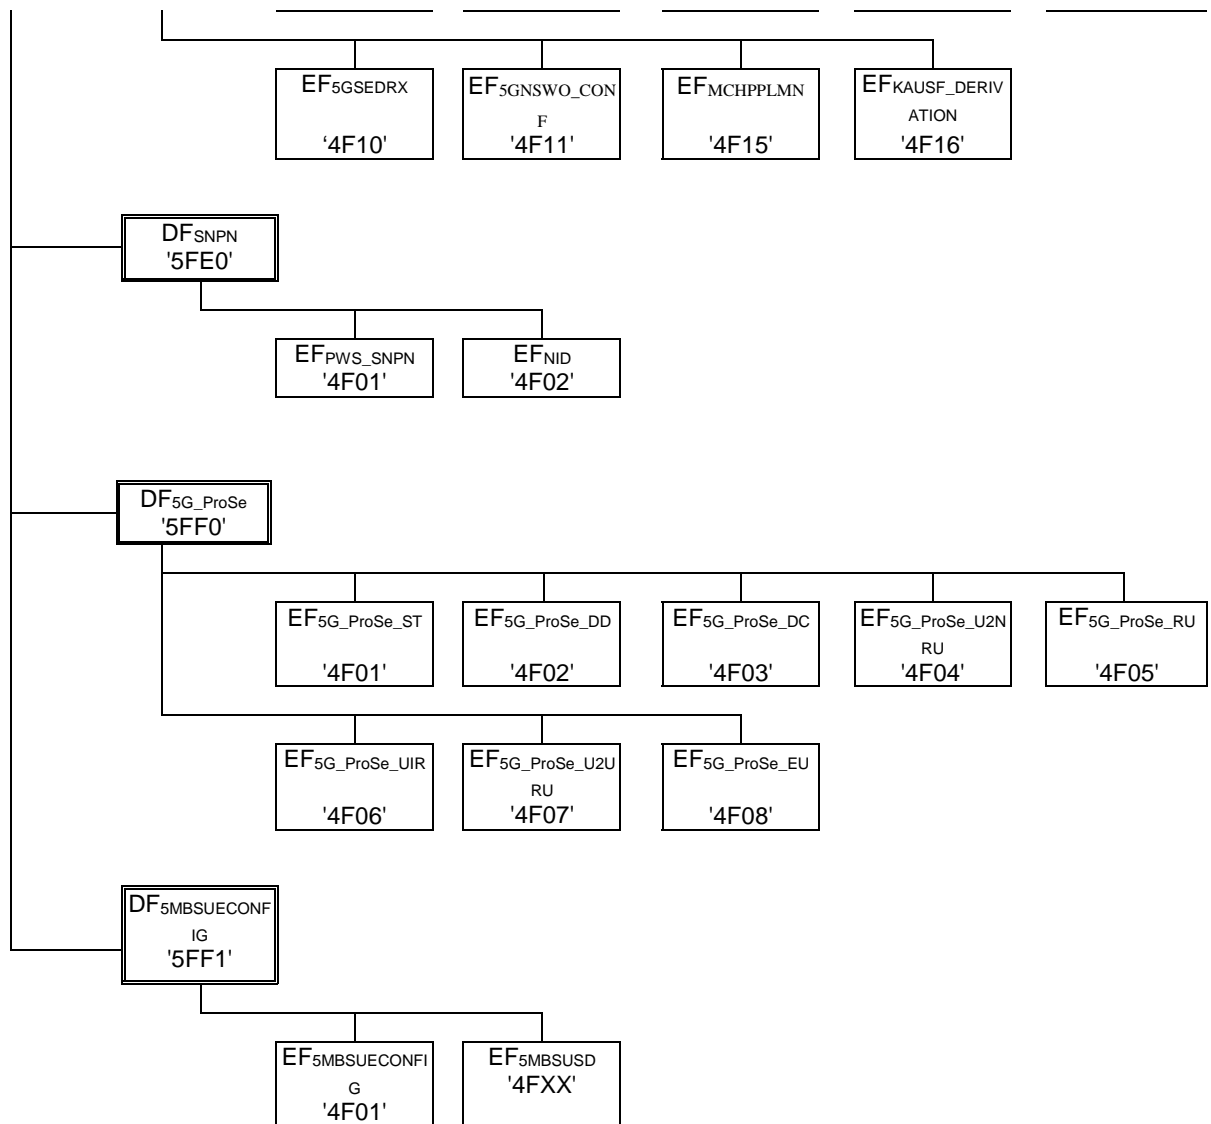 EF5GSEDRX
‘4F10'
EF5GNSWO_CON
F
'4F11'
EFMCHPPLMN
'4F15'
EFKAUSF_DERIV
ATION
'4F16'
DFSNPN
'5FE0'
EFPWS_SNPN
'4F01'
EFNID
'4F02'
DF5G_ProSe
'5FF0'
EF5G_ProSe_ST
'4F01'
EF5G_ProSe_DD
'4F02'
EF5G_ProSe_DC
'4F03'
EF5G_ProSe_U2N
RU
'4F04'
EF5G_ProSe_RU
'4F05'
EF5G_ProSe_UIR
'4F06'
EF5G_ProSe_U2U
RU
'4F07'
EF5G_ProSe_EU
'4F08'
DF5MBSUECONF
IG
'5FF1'
EF5MBSUECONFI
G
'4F01'
EF5MBSUSD
'4FXX'